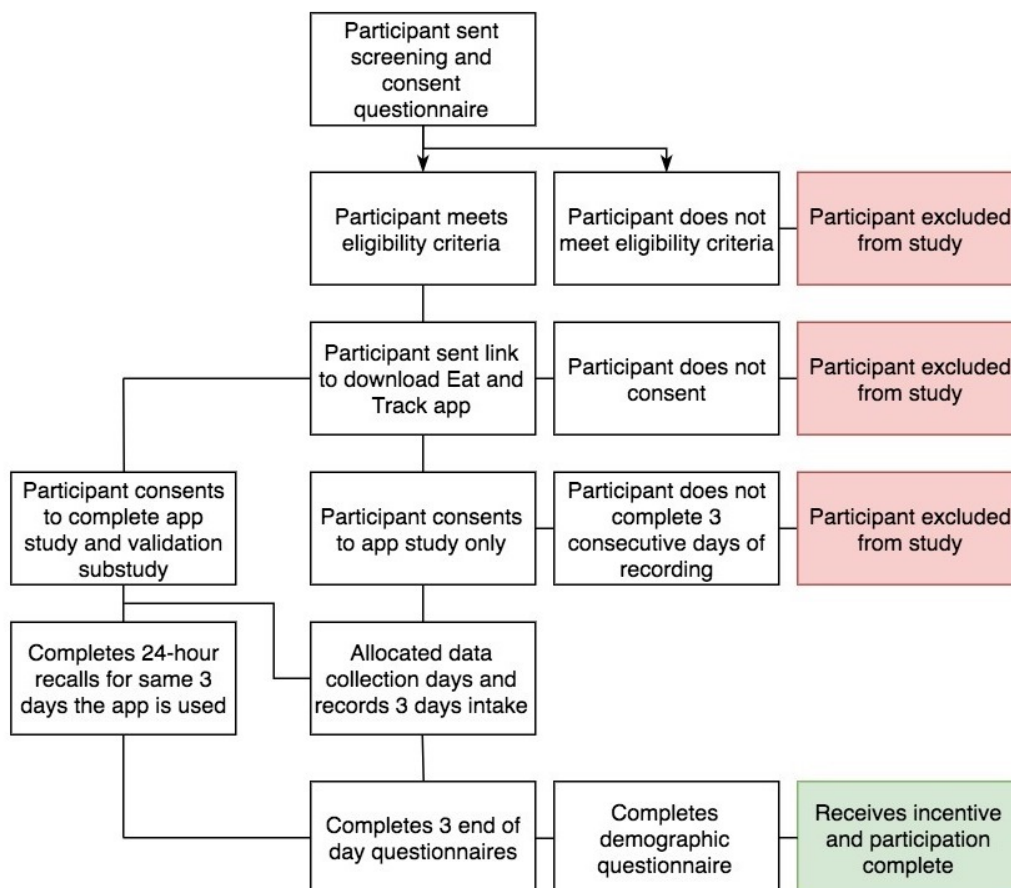 Participant sent
screening and
consent
questionnaire
Participant meets
eligibility criteria
Participant does not
meet eligibility criteria
Participant excluded
from study
Participant sent link
to download Eat and
Track app
Participant does not
consent
Participant excluded
from study
Participant consents
to complete app
study and validation
substudy
Participant consents
to app study only
Participant does not
complete 3
consecutive days of
recording
Participant excluded
from study
Completes 24-hour
recalls for same 3
days the app is used
Allocated data
collection days and
records 3 days intake
Completes 3 end of
day questionnaires
Completes
demographic
questionnaire
Receives incentive
and participation
complete